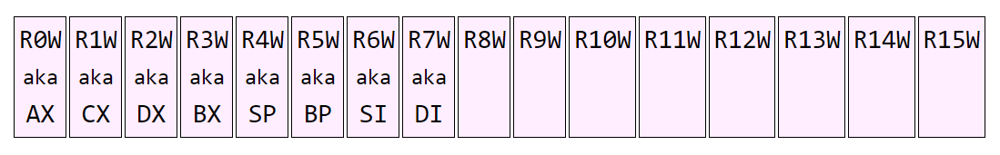 R0W R1W R2W R3W R4W R5W R6W R7W R8W R9W R10W R11W R12W R13W R14W R15W
aka aka aka aka aka aka aka aka
AX CX DX BX SP BP SI DI